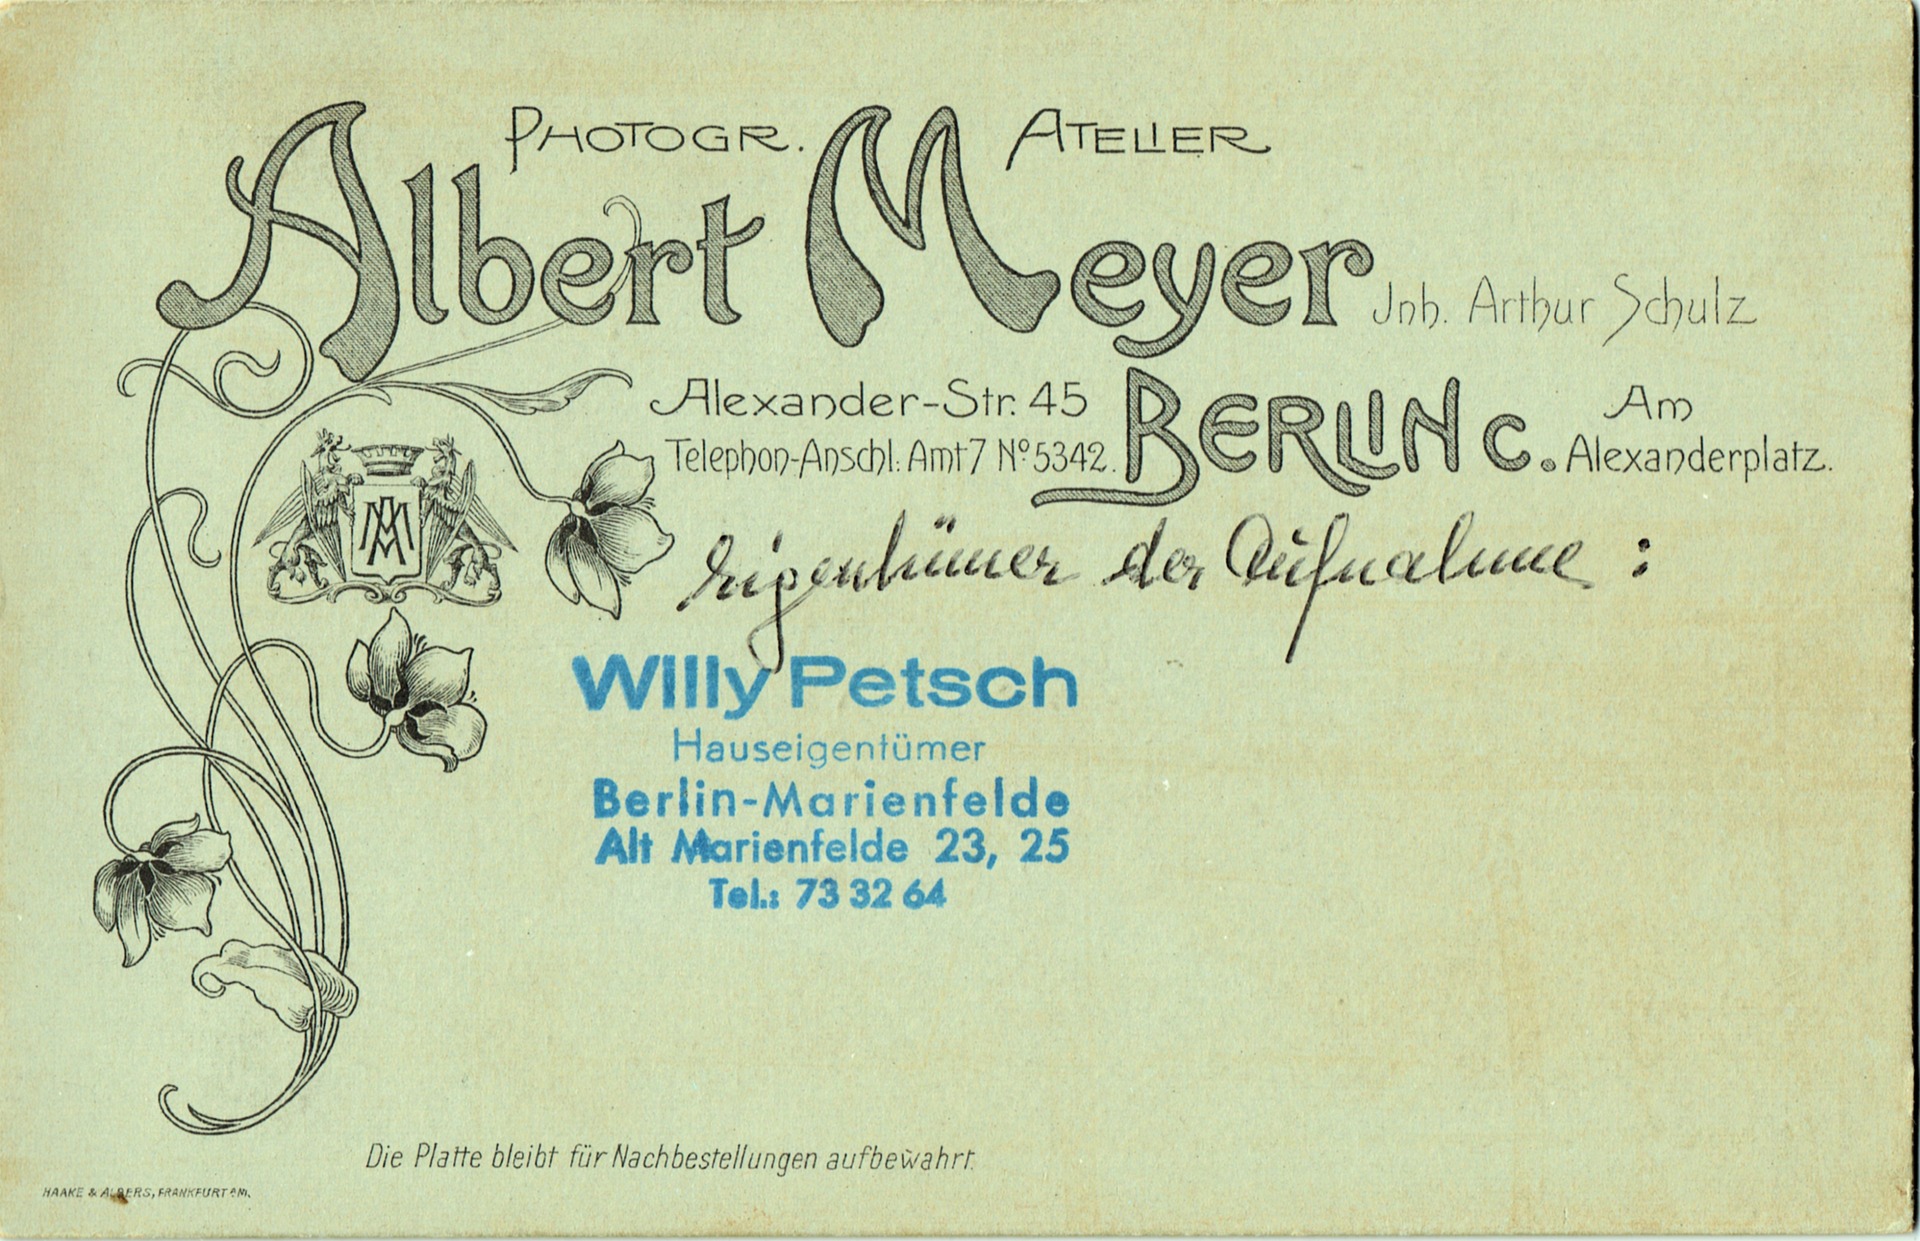 PHOTOGR. ATELIER
Albert Meyer Jnh. Arthur Schulz
Alexander-Str. 45
Telephon-Anschl: Amt 7 No 5342.
BERLIN C. Am Alexanderplatz.
AM
Eigenthümer der Aufnahme :
Willy Petsch
Hauseigentümer
Berlin-Marienfelde
Alt Marienfelde 23, 25
Tel.: 73 32 64
Die Platte bleibt für Nachbestellungen aufbewahrt.
HAAKE & ALBERS, FRANKFURT a M.